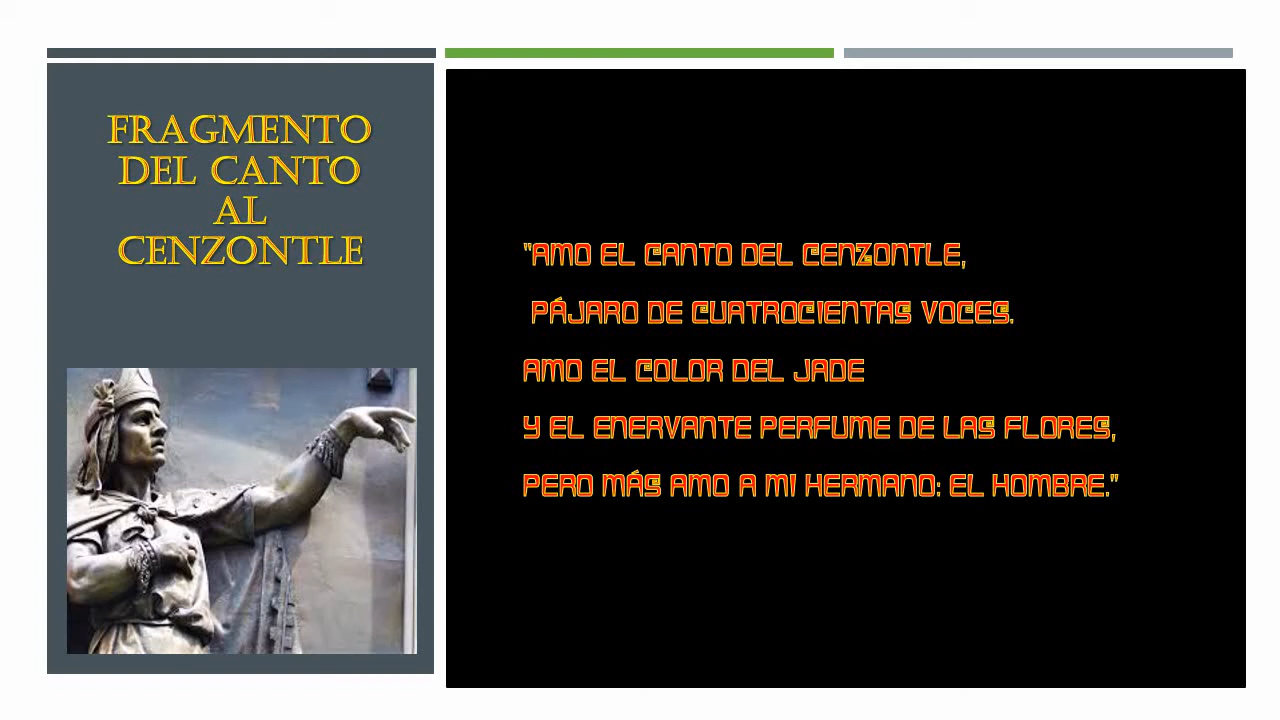 FRAGMENTO
DEL CANTO
AL
CENZONTLE
"AMO EL CANTO DEL CENZONTLE,
PÁJARO DE CUATROCIENTAS VOCES.
AMO EL COLOR DEL JADE
Y EL ENERVANTE PERFUME DE LAS FLORES,
PERO MÁS AMO A MI HERMANO: EL HOMBRE."